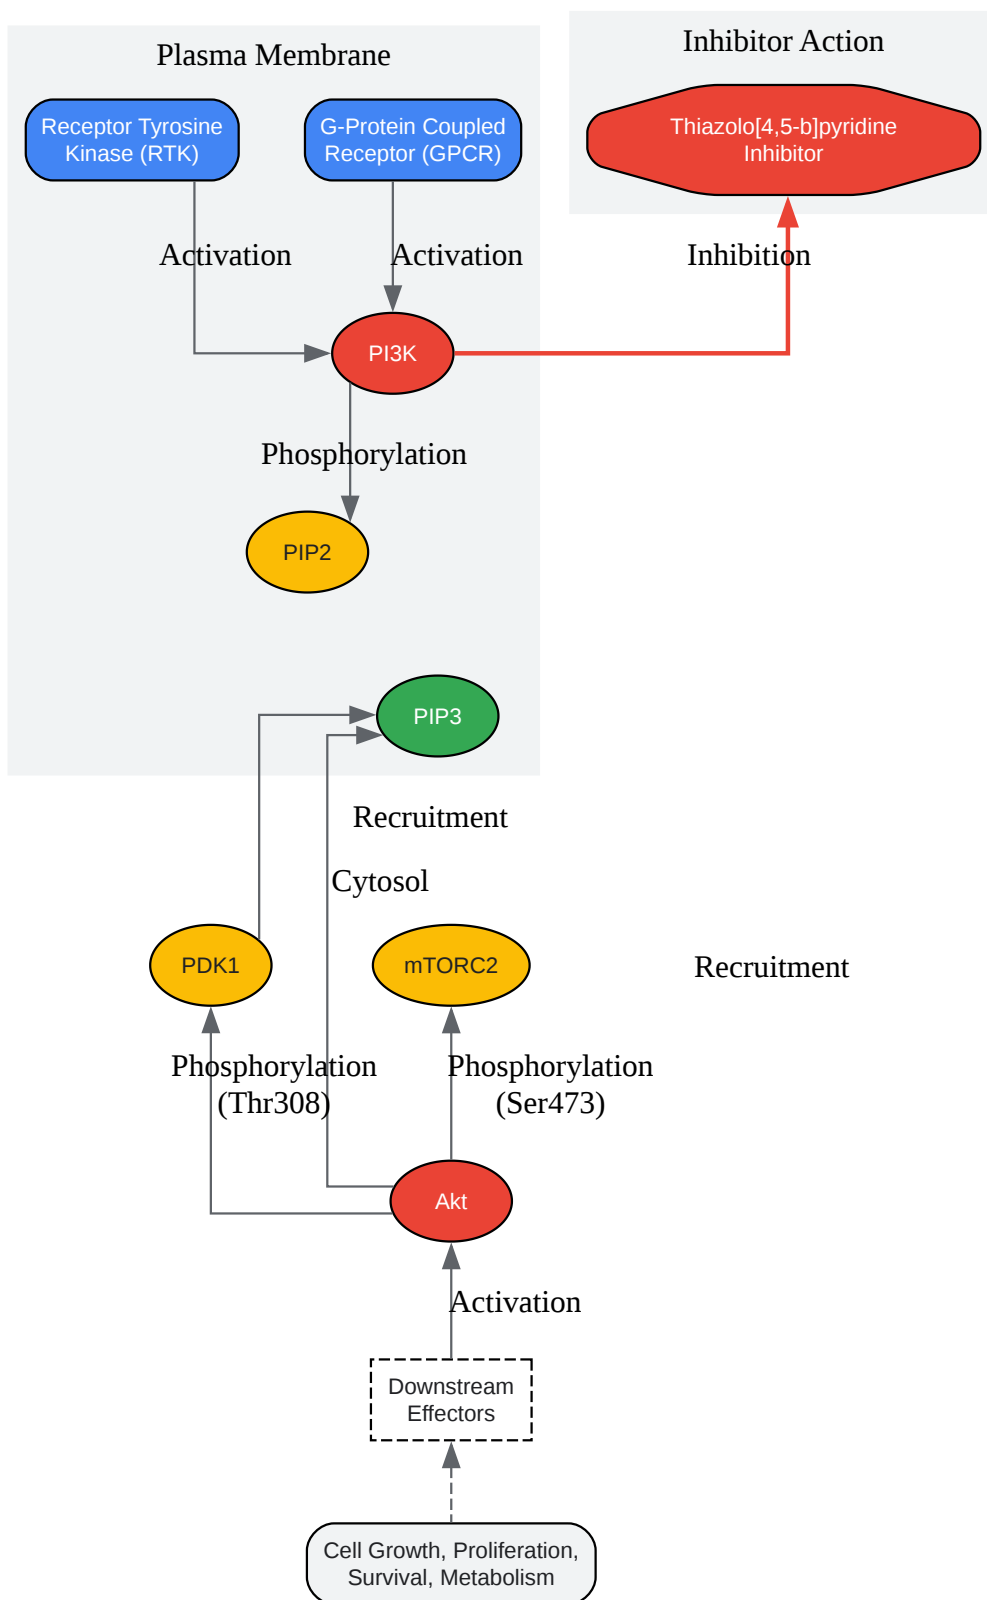 Plasma Membrane
Inhibitor Action
Receptor Tyrosine
Kinase (RTK)
G-Protein Coupled
Receptor (GPCR)
Thiazolo[4,5-b]pyridine
Inhibitor
Activation
Activation
Inhibition
PI3K
Phosphorylation
PIP2
PIP3
Recruitment
Cytosol
PDK1
mTORC2
Recruitment
Phosphorylation
(Thr308)
Phosphorylation
(Ser473)
Akt
Activation
Downstream
Effectors
Cell Growth, Proliferation,
Survival, Metabolism